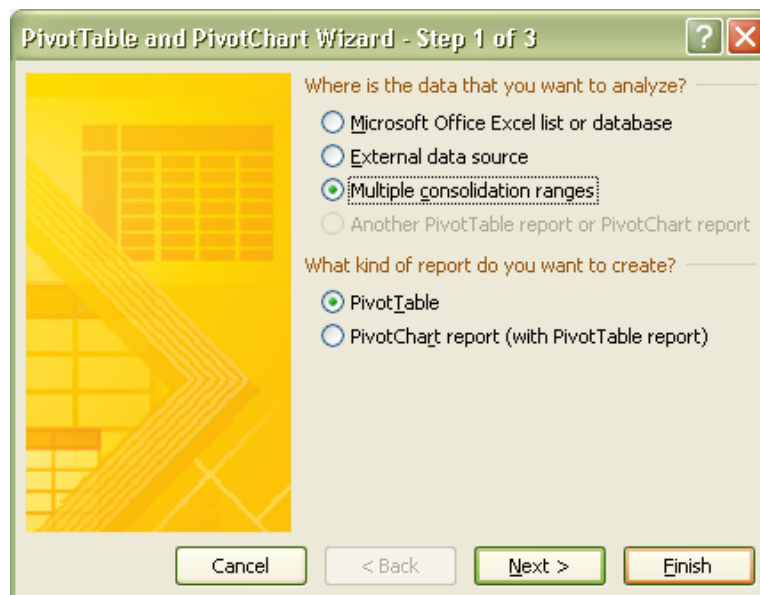 PivotTable and PivotChart Wizard - Step 1 of 3
?
Where is the data that you want to analyze?
Microsoft Office Excel list or database
External data source
Multiple consolidation ranges
Another PivotTable report or PivotChart report
What kind of report do you want to create?
PivotTable
PivotChart report (with PivotTable report)
Cancel < Back Next > Finish